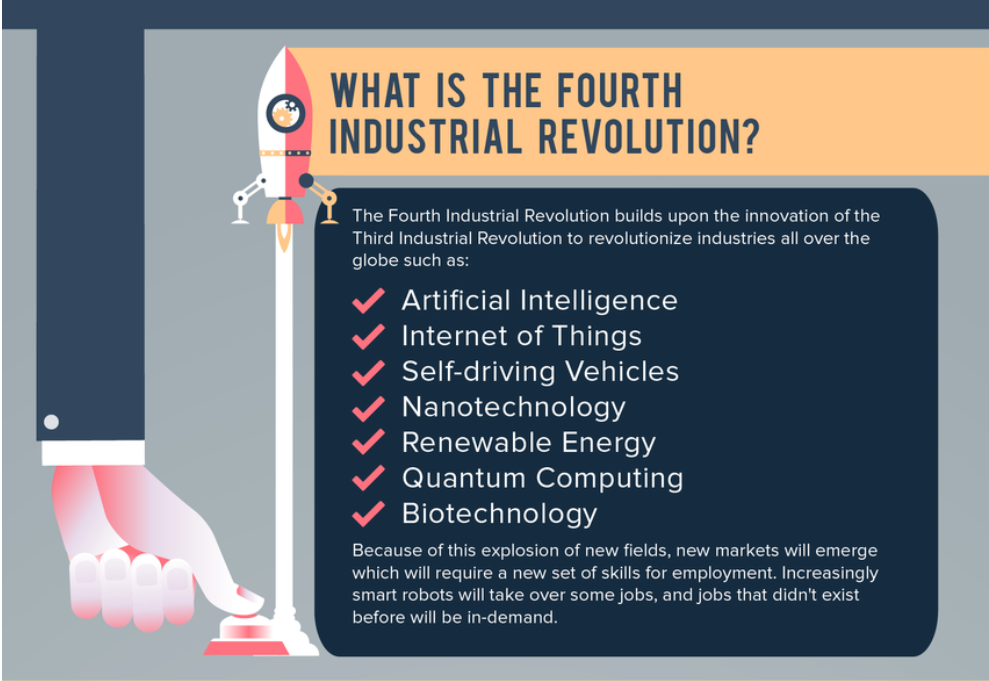 WHAT IS THE FOURTH
INDUSTRIAL REVOLUTION?
The Fourth Industrial Revolution builds upon the innovation of the
Third Industrial Revolution to revolutionize industries all over the
globe such as:
Artificial Intelligence
Internet of Things
Self-driving Vehicles
Nanotechnology
Renewable Energy
Quantum Computing
Biotechnology
Because of this explosion of new fields, new markets will emerge
which will require a new set of skills for employment. Increasingly
smart robots will take over some jobs, and jobs that didn't exist
before will be in-demand.